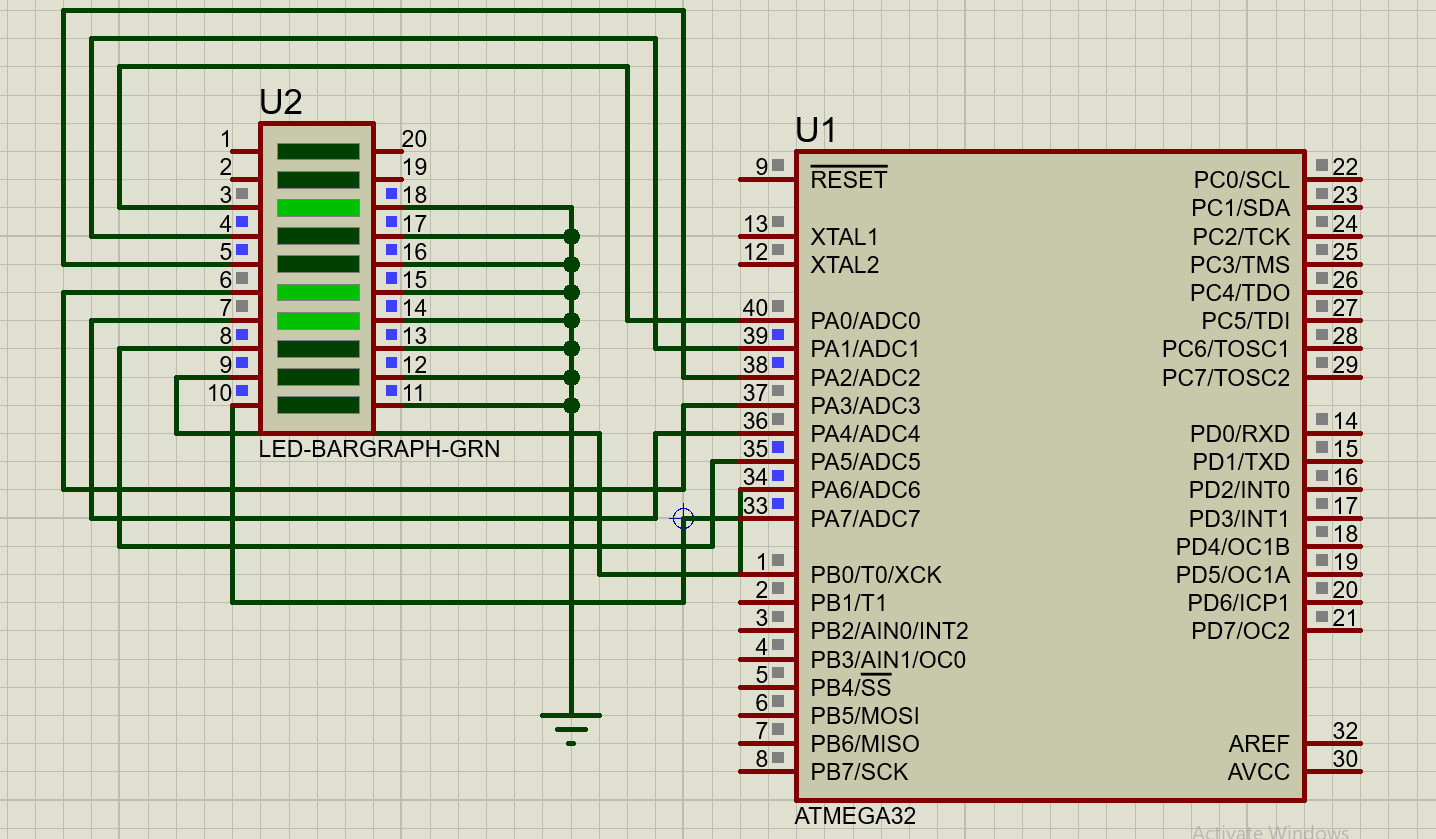 U2
1 20
2 19
3 18
4 17
5 16
6 15
7 14
8 13
9 12
10 11
LED-BARGRAPH-GRN
U1
9 RESET PC0/SCL 22
PC1/SDA 23
13 XTAL1 PC2/TCK 24
12 XTAL2 PC3/TMS 25
PC4/TDO 26
40 PA0/ADC0 PC5/TDI 27
39 PA1/ADC1 PC6/TOSC1 28
38 PA2/ADC2 PC7/TOSC2 29
37 PA3/ADC3
36 PA4/ADC4 PD0/RXD 14
35 PA5/ADC5 PD1/TXD 15
34 PA6/ADC6 PD2/INT0 16
33 PA7/ADC7 PD3/INT1 17
PD4/OC1B 18
1 PB0/T0/XCK PD5/OC1A 19
2 PB1/T1 PD6/ICP1 20
3 PB2/AIN0/INT2 PD7/OC2 21
4 PB3/AIN1/OC0
5 PB4/SS
6 PB5/MOSI
7 PB6/MISO AREF 32
8 PB7/SCK AVCC 30
ATMEGA32
Activate Windows